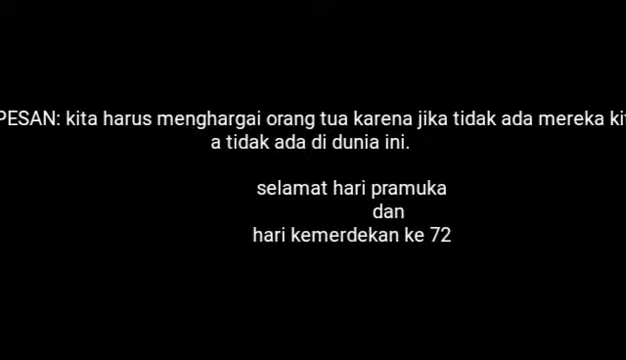 PESAN: kita harus menghargai orang tua karena jika tidak ada mereka kit
a tidak ada di dunia ini.
selamat hari pramuka
dan
hari kemerdekan ke 72